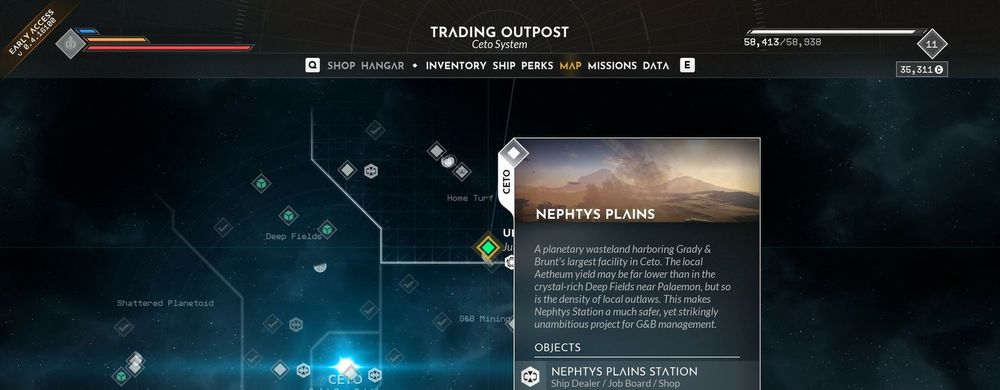 EARLY ACCESS
v 0.4.16100
TRADING OUTPOST
Ceto System
58,413/58,938
11
Q SHOP HANGAR INVENTORY SHIP PERKS MAP MISSIONS DATA E
35,311
CETO
Home Turf
Deep Fields
Shattered Planetoid
G&B Mining
CETO
NEPHTYS PLAINS
A planetary wasteland harboring Grady &
Brunt's largest facility in Ceto. The local
Aetheum yield may be far lower than in the
crystal-rich Deep Fields near Palaemon, but so
is the density of local outlaws. This makes
Nephtys Station a much safer, yet strikingly
unambitious project for G&B management.
OBJECTS
NEPHTYS PLAINS STATION
Ship Dealer / Job Board / Shop